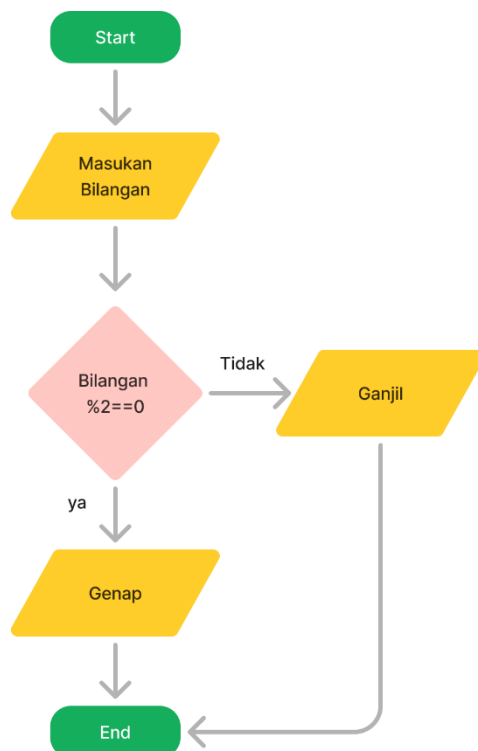 Start
Masukan
Bilangan
Bilangan
%2==0
Tidak
Ganjil
ya
Genap
End